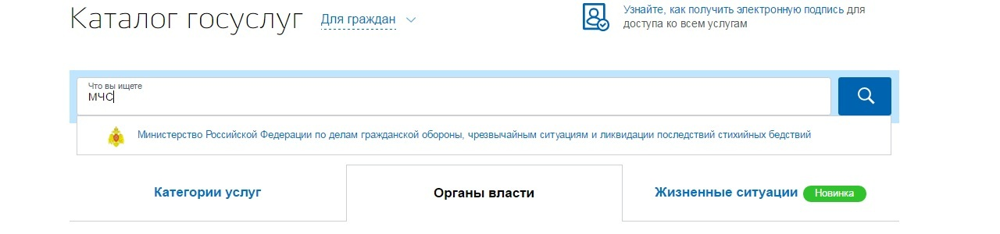 Каталог госуслуг
Для граждан
Узнайте, как получить электронную подпись для
доступа ко всем услугам
Что вы ищете
МЧС
Министерство Российской Федерации по делам гражданской обороны, чрезвычайным ситуациям и ликвидации последствий стихийных бедствий
Категории услуг
Органы власти
Жизненные ситуации
Новинка